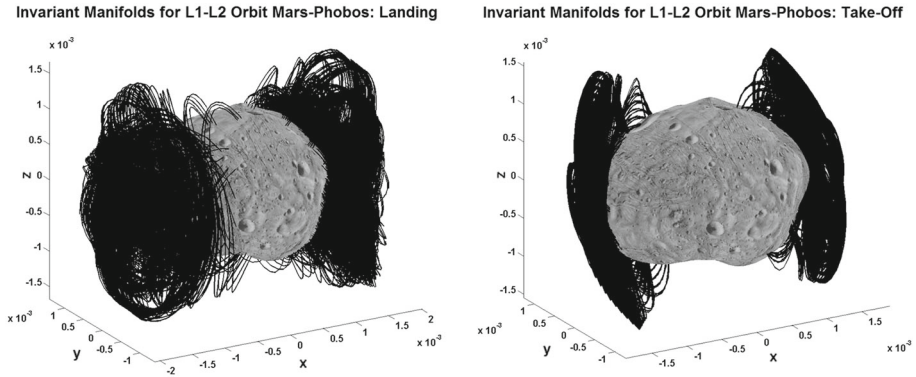 Invariant Manifolds for L1-L2 Orbit Mars-Phobos: Landing
x 10⁻³
1.5
1
0.5
0
-0.5
-1
-1.5
z
x 10⁻³
1
0.5
0
-0.5
-1
y
-2
-1.5
-1
-0.5
0
0.5
1
1.5
2
x 10⁻³
x
Invariant Manifolds for L1-L2 Orbit Mars-Phobos: Take-Off
x 10⁻³
1.5
1
0.5
0
-0.5
-1
-1.5
z
x 10⁻³
1
0.5
0
-0.5
-1
y
-1.5
-1
-0.5
0
0.5
1
1.5
x 10⁻³
x